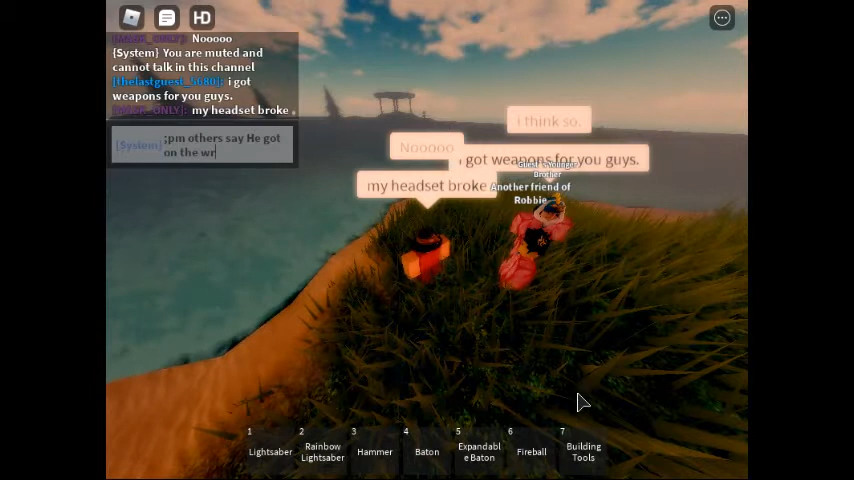 HD
Nooooo
{System} You are muted and
cannot talk in this channel
[thelastguest_5680]: i got
weapons for you guys.
my headset broke .
[System] ;pm others say He got
on the wr
i think so.
Nooooo
i got weapons for you guys.
my headset broke .
Guest's Younger
Brother
Another friend of
Robbie
1 2 3 4 5 6 7
Lightsaber
Rainbow
Lightsaber
Hammer
Baton
Expandabl
e Baton
Fireball
Building
Tools